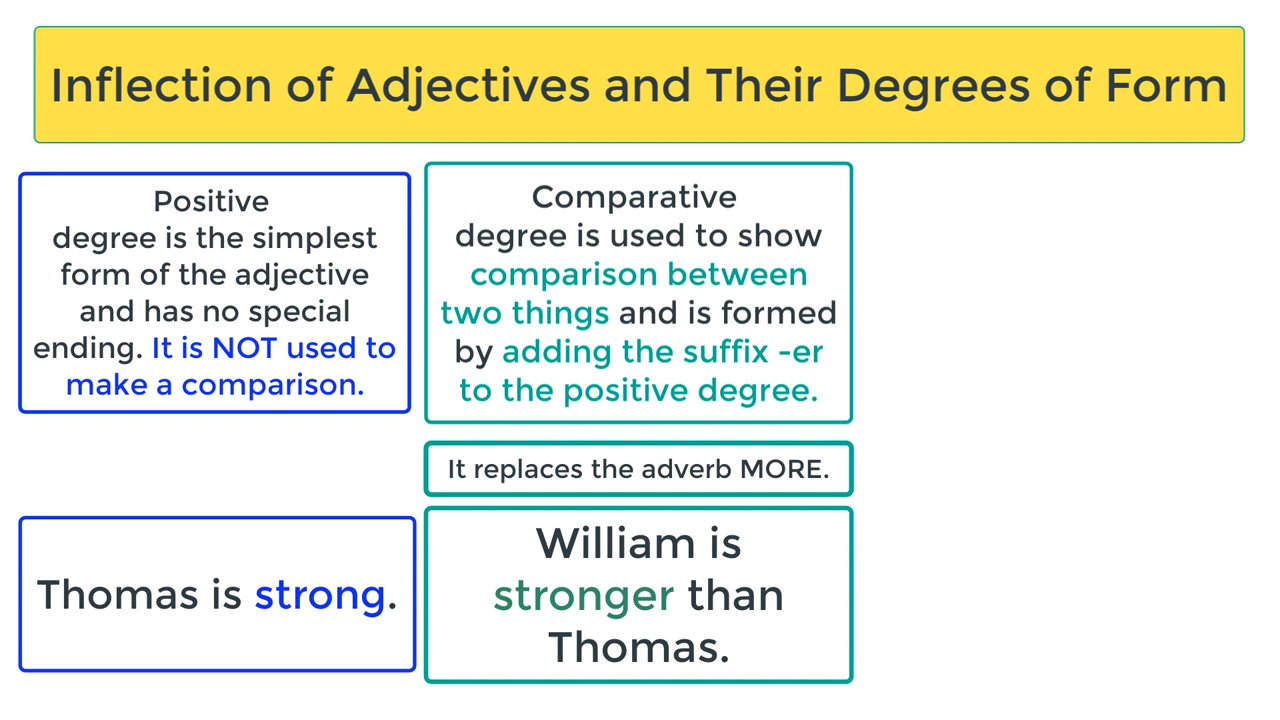 Inflection of Adjectives and Their Degrees of Form
Positive
degree is the simplest
form of the adjective
and has no special
ending. It is NOT used to
make a comparison.
Comparative
degree is used to show
comparison between
two things and is formed
by adding the suffix -er
to the positive degree.
It replaces the adverb MORE.
Thomas is strong.
William is
stronger than
Thomas.